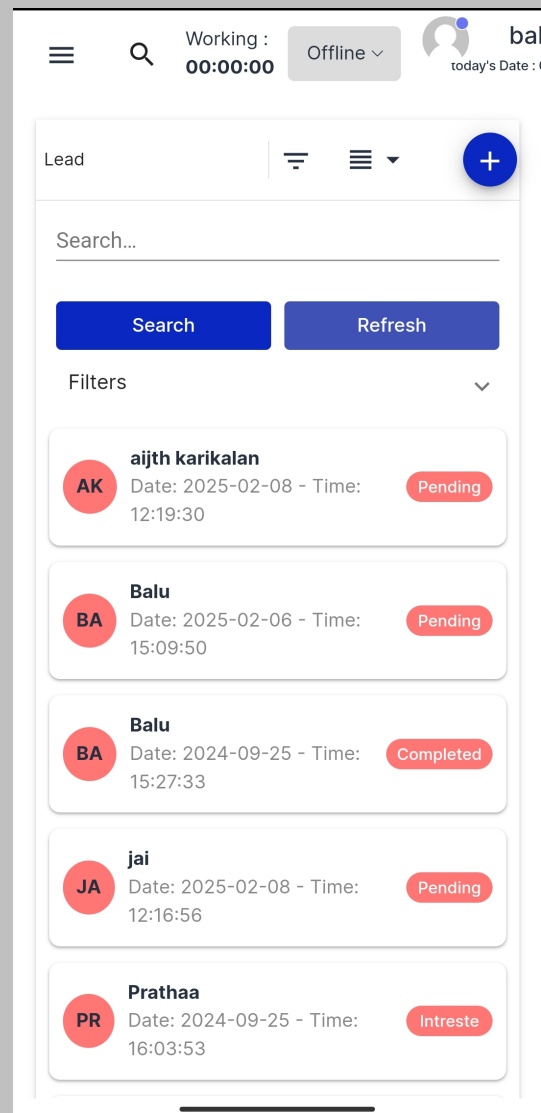 Working :
00:00:00
Offline
today's Date :
Lead
Search...
Search
Refresh
Filters
AK
aijth karikalan
Date: 2025-02-08 - Time:
12:19:30
Pending
BA
Balu
Date: 2025-02-06 - Time:
15:09:50
Pending
BA
Balu
Date: 2024-09-25 - Time:
15:27:33
Completed
JA
jai
Date: 2025-02-08 - Time:
12:16:56
Pending
PR
Prathaa
Date: 2024-09-25 - Time:
16:03:53
Intreste